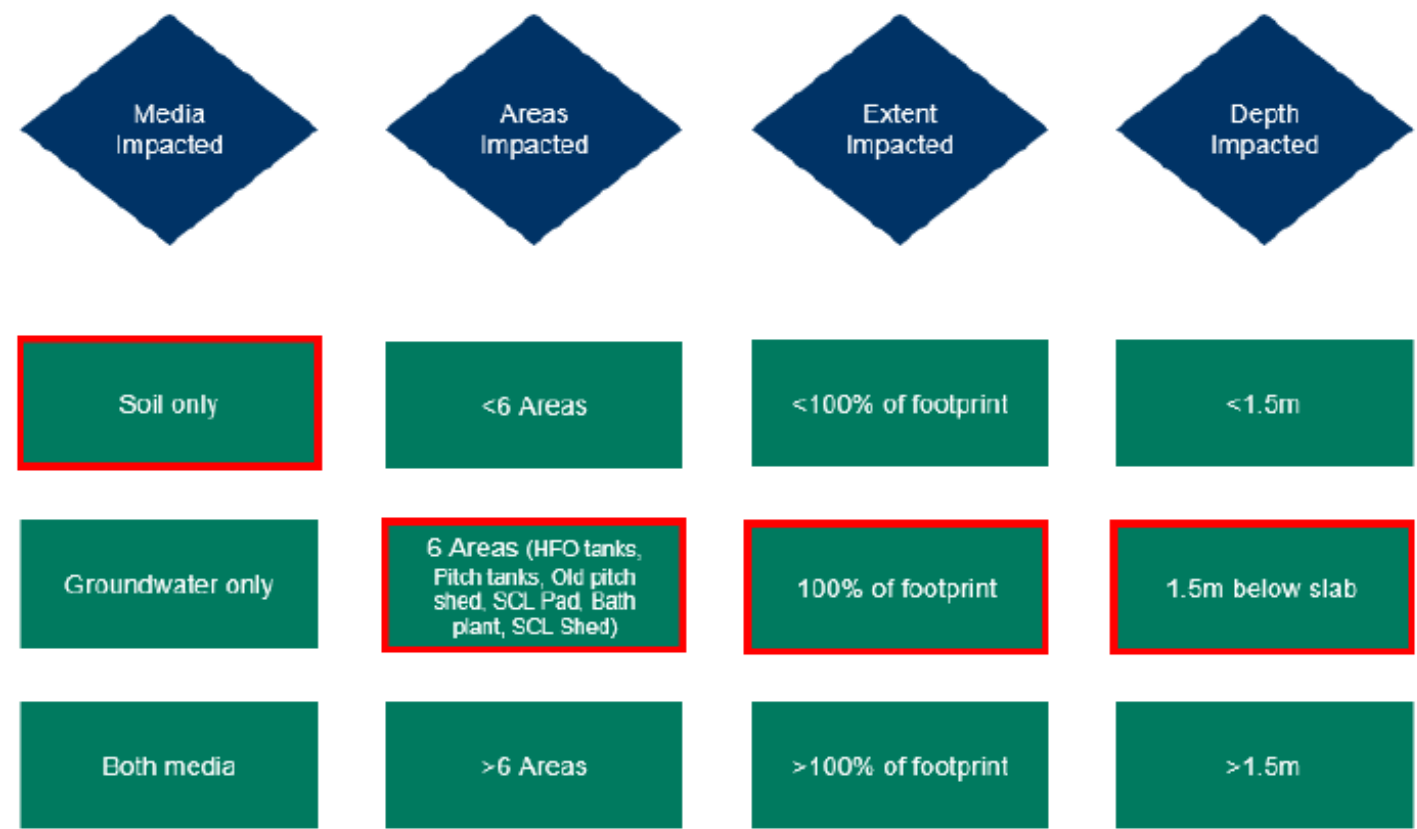 Media
Impacted
Areas
Impacted
Extent
Impacted
Depth
Impacted
Soil only
<6 Areas
<100% of footprint
<1.5m
Groundwater only
6 Areas (HFO tanks,
Pitch tanks, Old pitch
shed, SCL Pad, Bath
plant, SCL Shed)
100% of footprint
1.5m below slab
Both media
>6 Areas
>100% of footprint
>1.5m